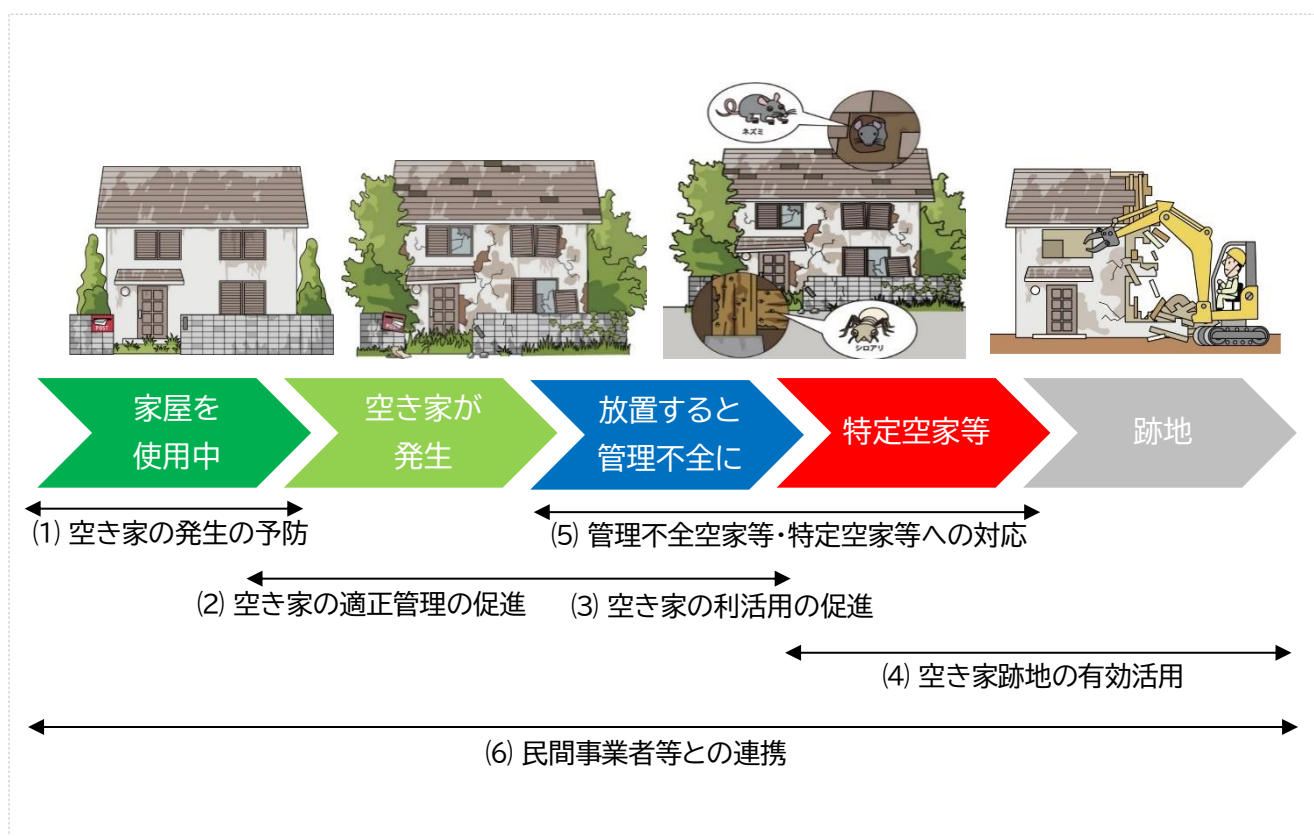 ネズミ
POST
シロアリ
家屋を
使用中
空き家が
発生
放置すると
管理不全に
特定空家等
跡地
⑴ 空き家の発生の予防
⑸ 管理不全空家等・特定空家等への対応
⑵ 空き家の適正管理の促進
⑶ 空き家の利活用の促進
⑷ 空き家跡地の有効活用
⑹ 民間事業者等との連携